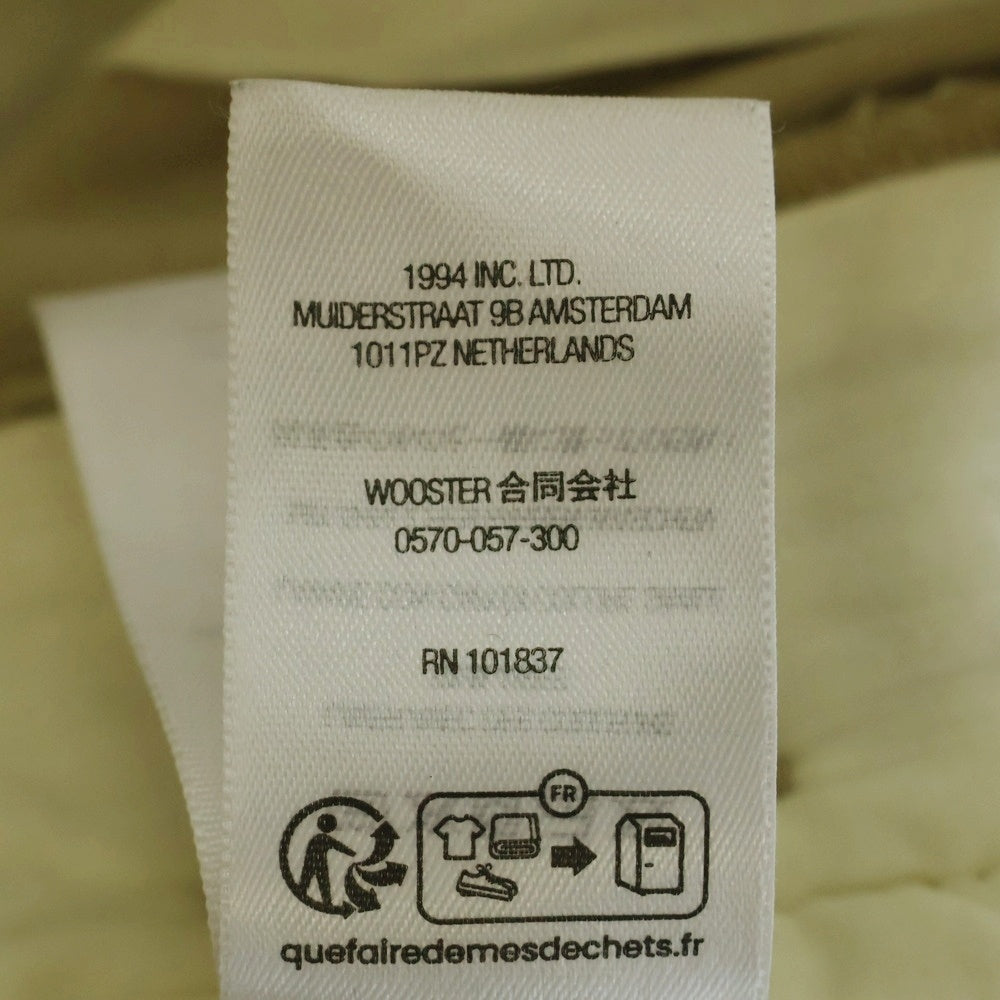 1994 INC. LTD.
MUIDERSTRAAT 9B AMSTERDAM
1011PZ NETHERLANDS
WOOSTER 合同会社
0570-057-300
RN 101837
FR
quefairedemesdechets.fr